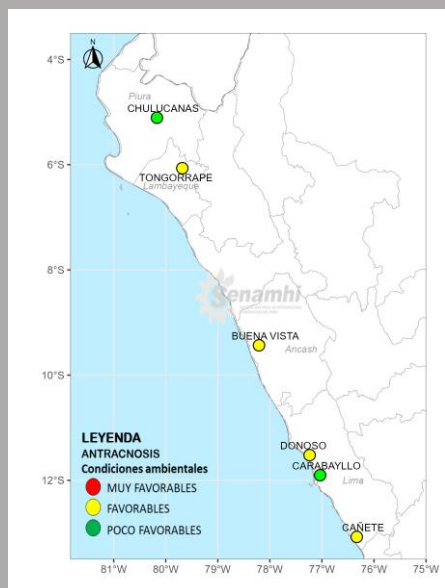 N
4°S
Piura
CHULUCANAS
6°S
TONGORRAPE
Lambayeque
8°S
Senamhi
BUENA VISTA
Ancash
10°S
LEYENDA
ANTRACNOSIS
Condiciones ambientales
MUY FAVORABLES
FAVORABLES
POCO FAVORABLES
DONOSO
CARABAYLLO
12°S
Lima
CAÑETE
81°W 80°W 79°W 78°W 77°W 76°W 75°W